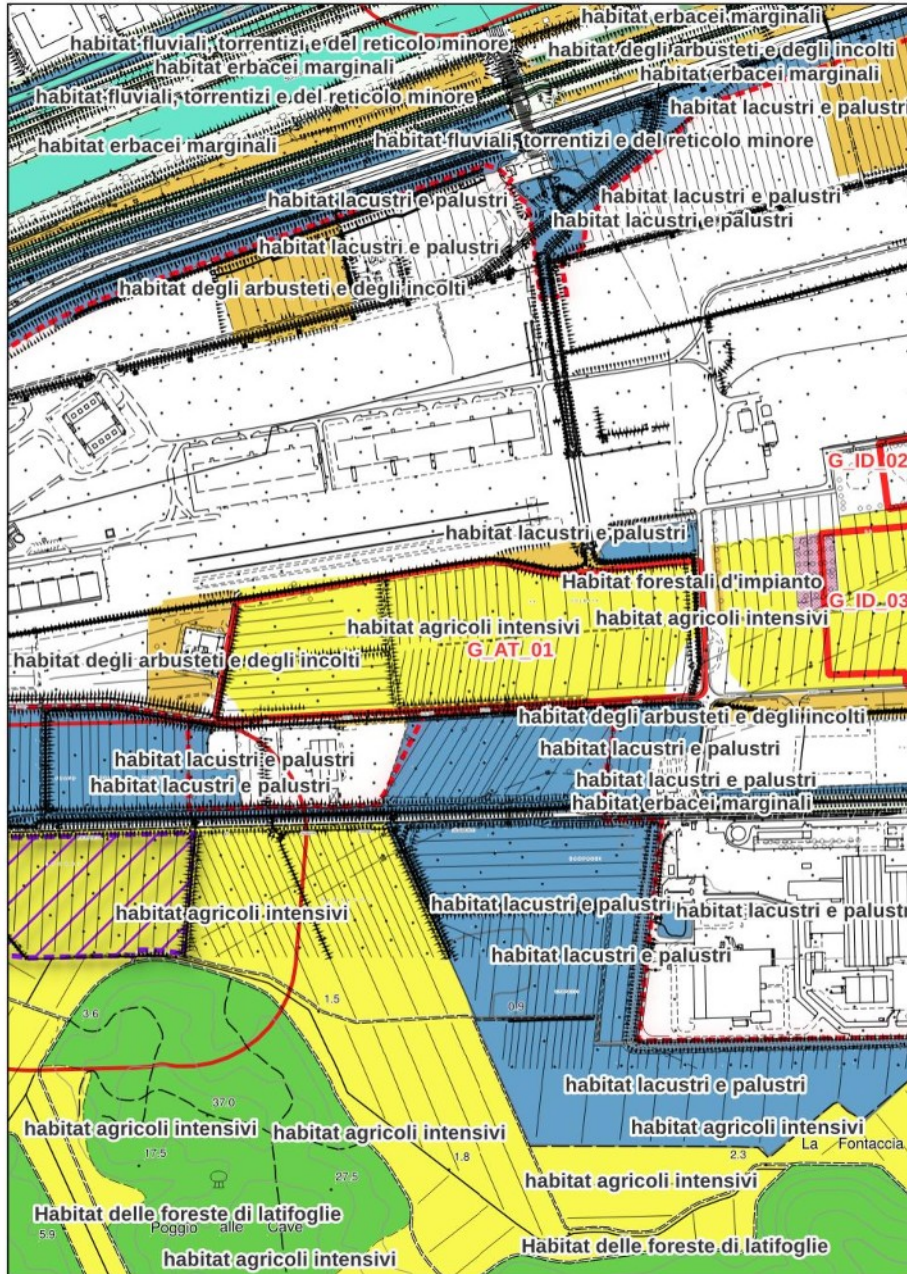 habitat erbacei marginali
habitat fluviali, torrentizi e del reticolo minore
habitat degli arbusteti e degli incolti
habitat erbacei marginali
habitat erbacei marginali
habitat fluviali, torrentizi e del reticolo minore
habitat lacustri e palustri
habitat fluviali, torrentizi e del reticolo minore
habitat erbacei marginali
habitat lacustri e palustri
habitat lacustri e palustri
habitat lacustri e palustri
habitat lacustri e palustri
habitat degli arbusteti e degli incolti
G_ID_02
habitat lacustri e palustri
Habitat forestali d'impianto
G_ID_03
habitat agricoli intensivi
habitat agricoli intensivi
G_AT_01
habitat degli arbusteti e degli incolti
habitat degli arbusteti e degli incolti
habitat lacustri e palustri
habitat lacustri e palustri
habitat lacustri e palustri
habitat lacustri e palustri
habitat erbacei marginali
habitat lacustri e palustri
habitat lacustri e palustri
habitat agricoli intensivi
habitat lacustri e palustri
1.5
0.9
3.6
habitat lacustri e palustri
37.0
habitat agricoli intensivi
habitat agricoli intensivi
habitat agricoli intensivi
La Fontaccia
17.5
1.8
2.3
27.5
habitat agricoli intensivi
Habitat delle foreste di latifoglie
Poggio alle Cave
5.9
Habitat delle foreste di latifoglie
habitat agricoli intensivi